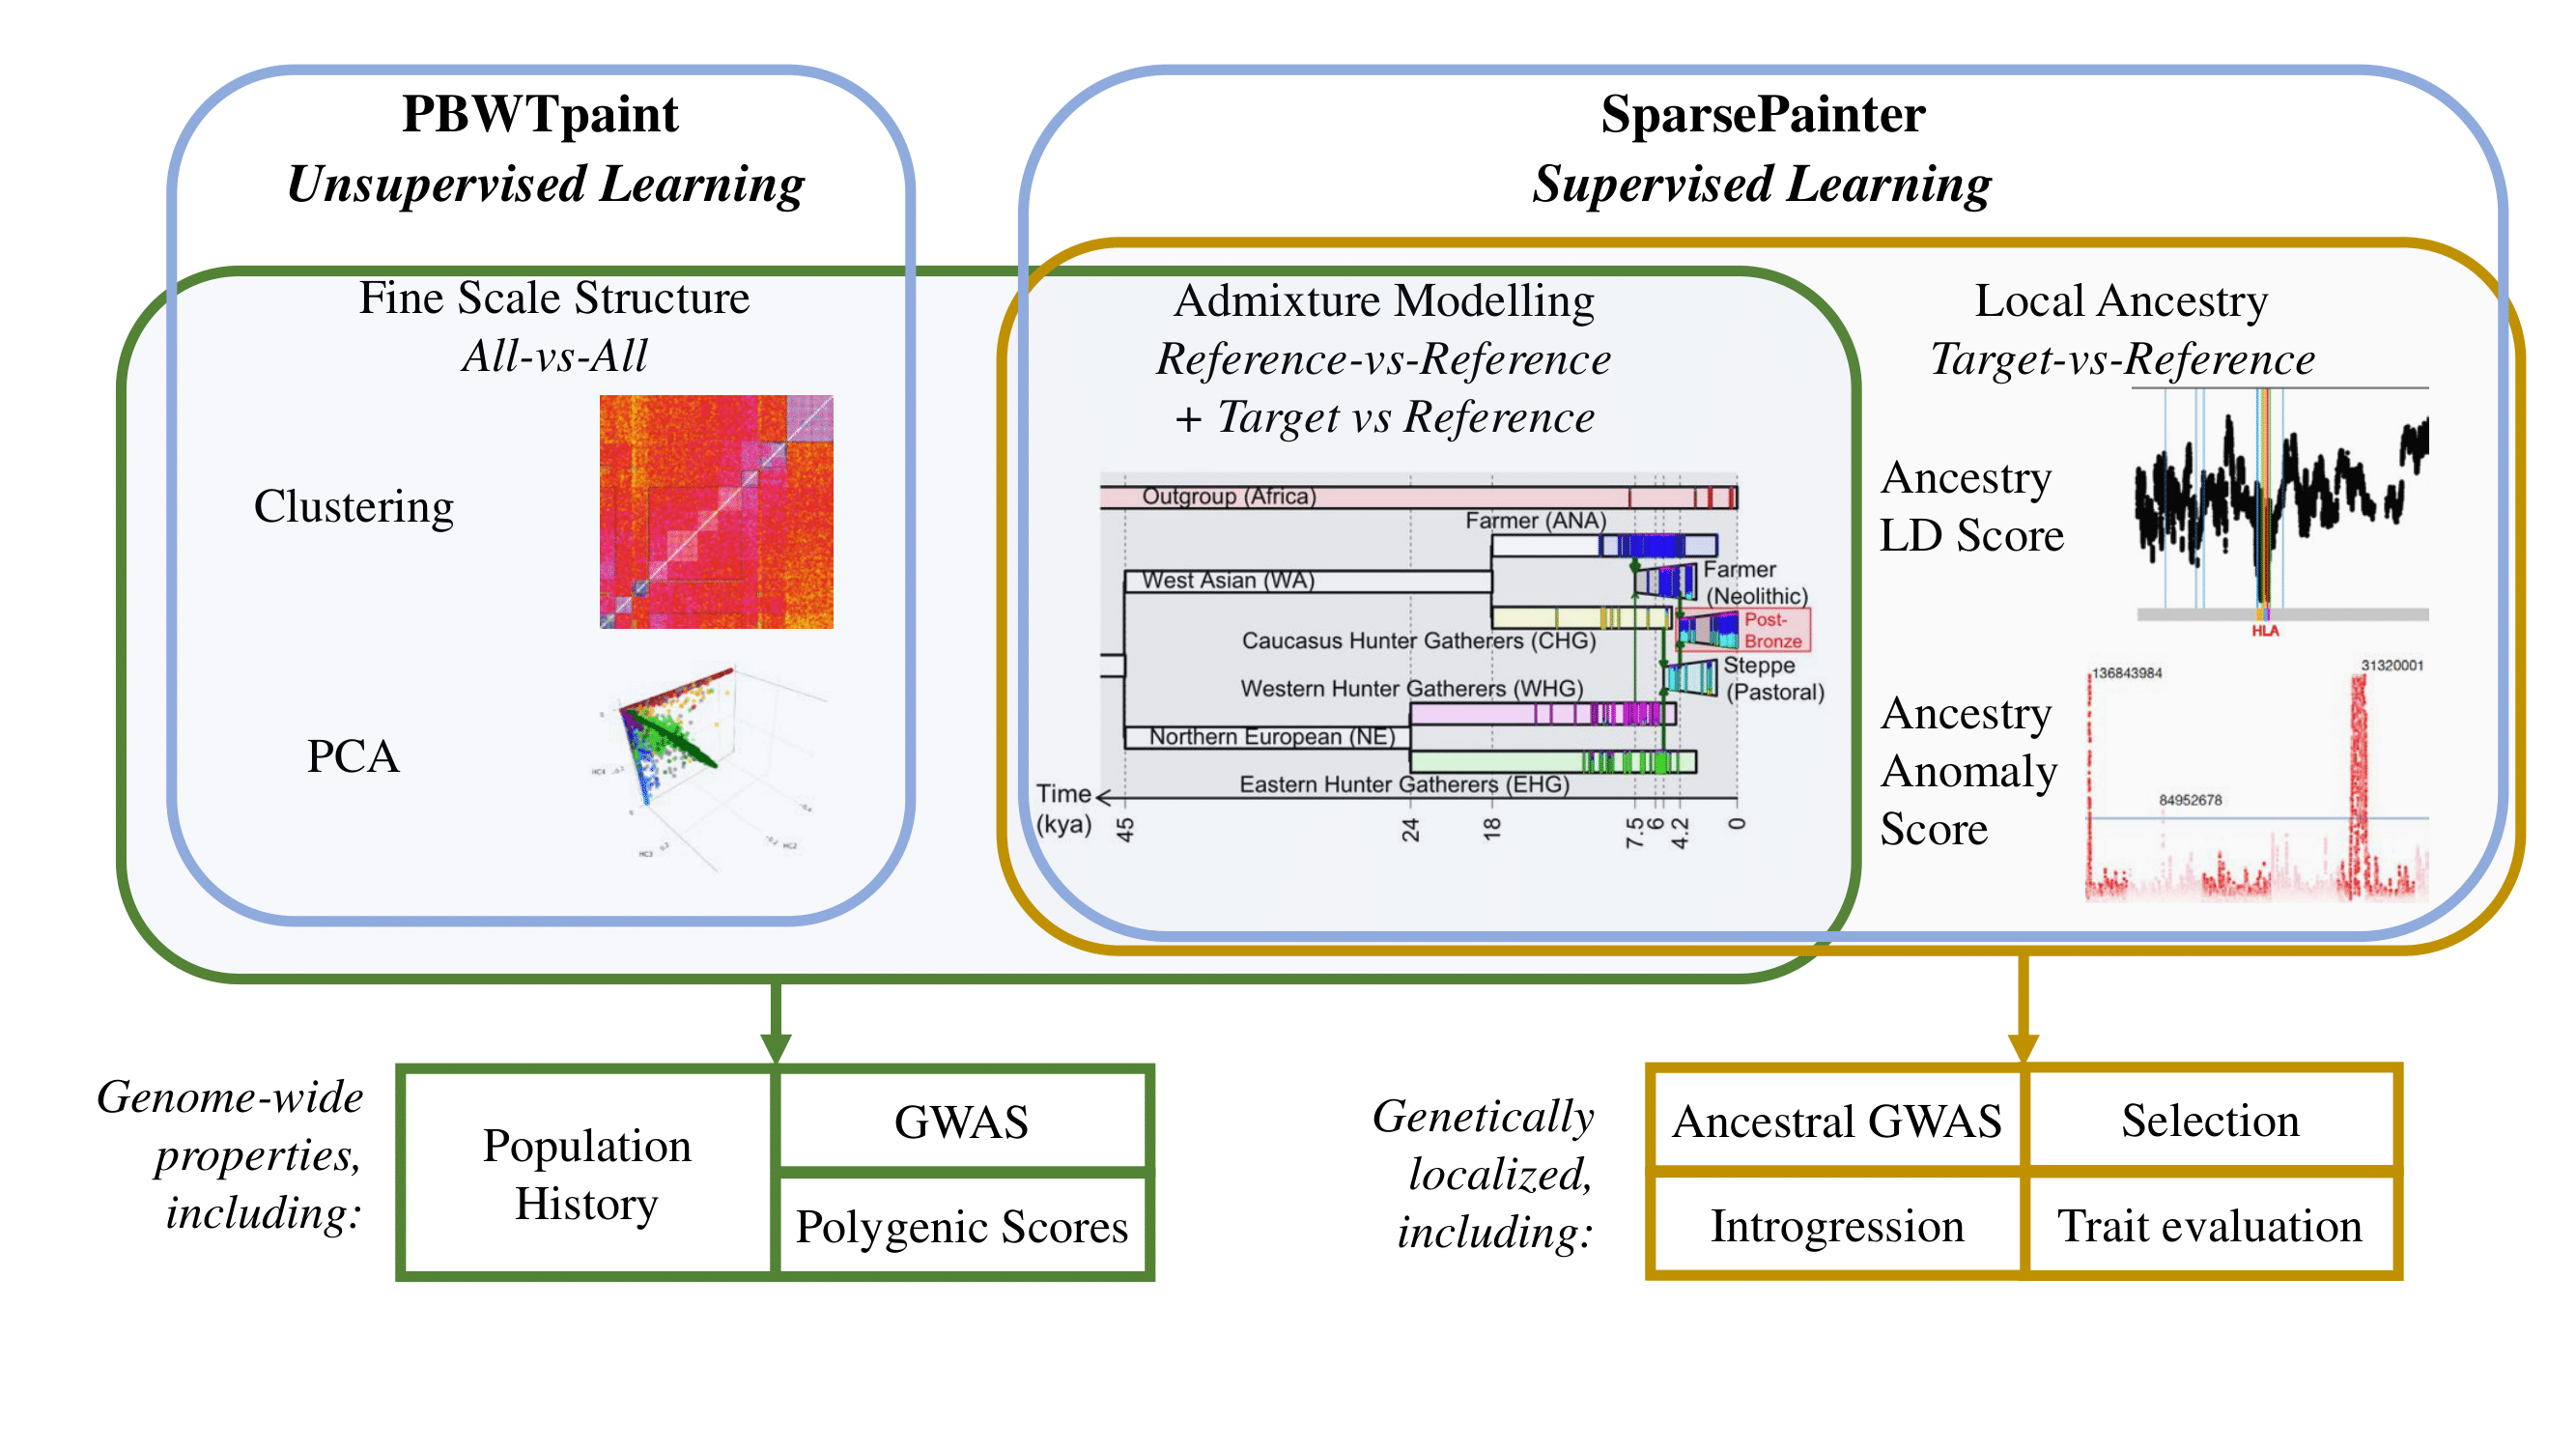 PBWTpaint
Unsupervised Learning
SparsePainter
Supervised Learning
Fine Scale Structure
All-vs-All
Clustering
PCA
HC4
HC3
HC2
Admixture Modelling
Reference-vs-Reference
+ Target vs Reference
Outgroup (Africa)
Farmer (ANA)
West Asian (WA)
Farmer
(Neolithic)
Post-
Bronze
Caucasus Hunter Gatherers (CHG)
Steppe
(Pastoral)
Western Hunter Gatherers (WHG)
Northern European (NE)
Eastern Hunter Gatherers (EHG)
Time
(kya)
45
24
18
7.5
6
4.2
0
Local Ancestry
Target-vs-Reference
Ancestry
LD Score
HLA
Ancestry
Anomaly
Score
136843984
31320001
84952678
Genome-wide
properties,
including:
Population
History
GWAS
Polygenic Scores
Genetically
localized,
including:
Ancestral GWAS
Selection
Introgression
Trait evaluation